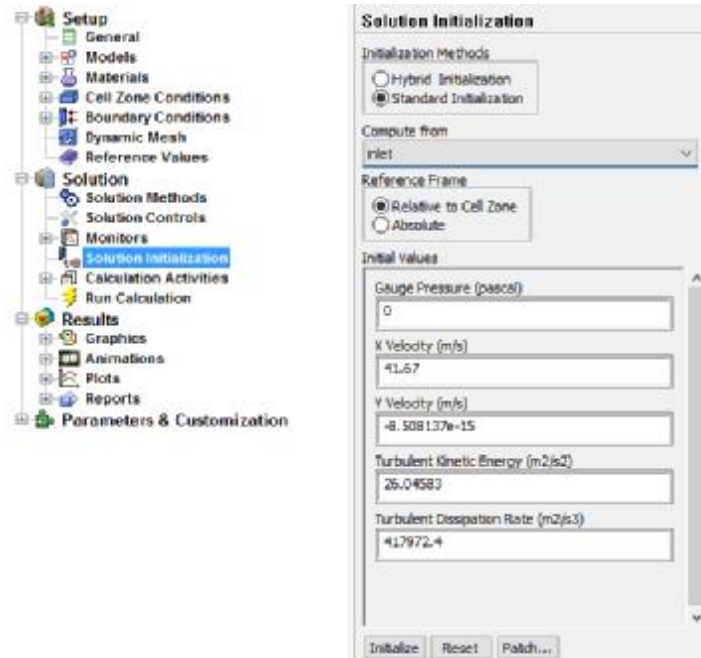 Setup
General
Models
Materials
Cell Zone Conditions
Boundary Conditions
Dynamic Mesh
Reference Values
Solution
Solution Methods
Solution Controls
Monitors
Solution Initialization
Calculation Activities
Run Calculation
Results
Graphics
Animations
Plots
Reports
Parameters & Customization
Solution Initialization
Initialization Methods
Hybrid Initialization
Standard Initialization
Compute from
inlet
Reference Frame
Relative to Cell Zone
Absolute
Initial Values
Gauge Pressure (pascal)
0
X Velocity (m/s)
41.67
Y Velocity (m/s)
-8.508137e-15
Turbulent Kinetic Energy (m2/s2)
26.04583
Turbulent Dissipation Rate (m2/s3)
417972.4
Initialize Reset Patch...